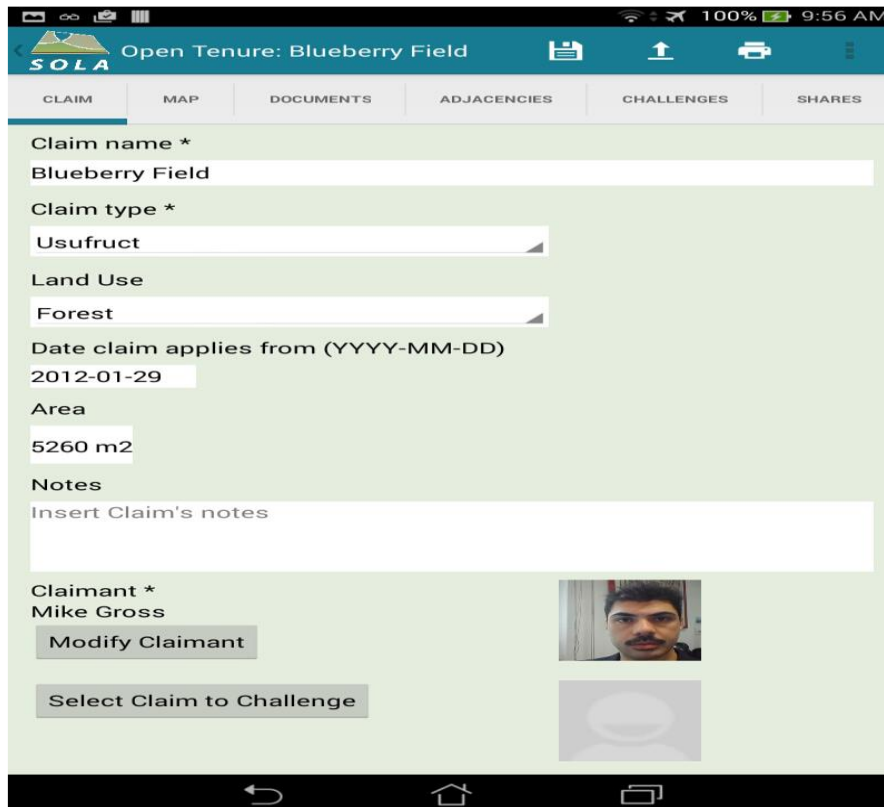 100% 9:56 AM
SOLA Open Tenure: Blueberry Field
CLAIM MAP DOCUMENTS ADJACENCIES CHALLENGES SHARES
Claim name *
Blueberry Field
Claim type *
Usufruct
Land Use
Forest
Date claim applies from (YYYY-MM-DD)
2012-01-29
Area
5260 m2
Notes
Insert Claim's notes
Claimant *
Mike Gross
Modify Claimant
Select Claim to Challenge